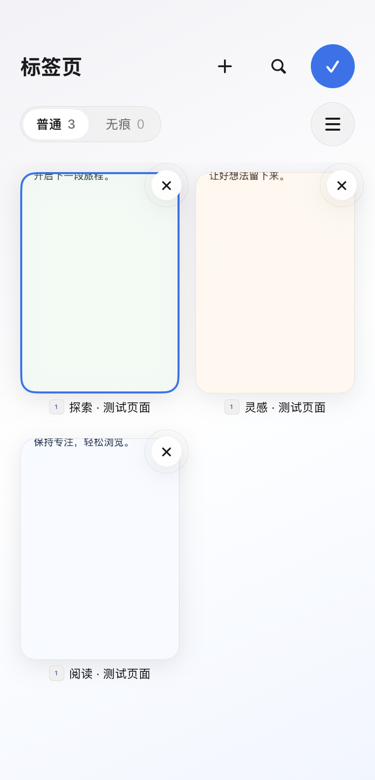 标签页
普通 3
无痕 0
开启下一段旅程。
让好想法留下来。
1 探索 · 测试页面
1 灵感 · 测试页面
保持专注，轻松浏览。
1 阅读 · 测试页面